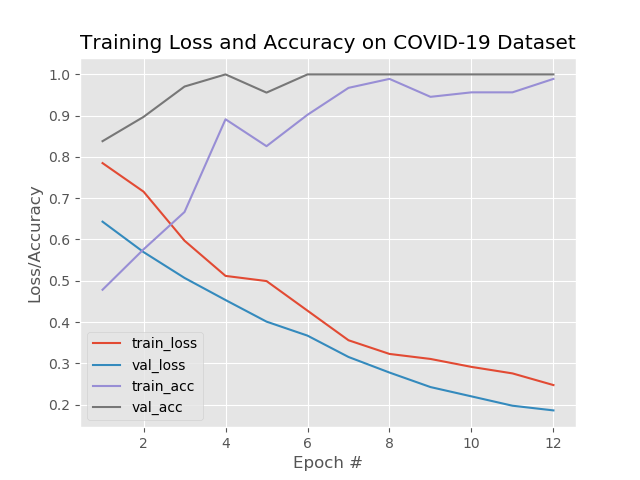 Training Loss and Accuracy on COVID-19 Dataset
1.0
0.9
0.8
0.7
0.6
0.5
0.4
0.3
0.2
Loss/Accuracy
train_loss
val_loss
train_acc
val_acc
2
4
6
8
10
12
Epoch #